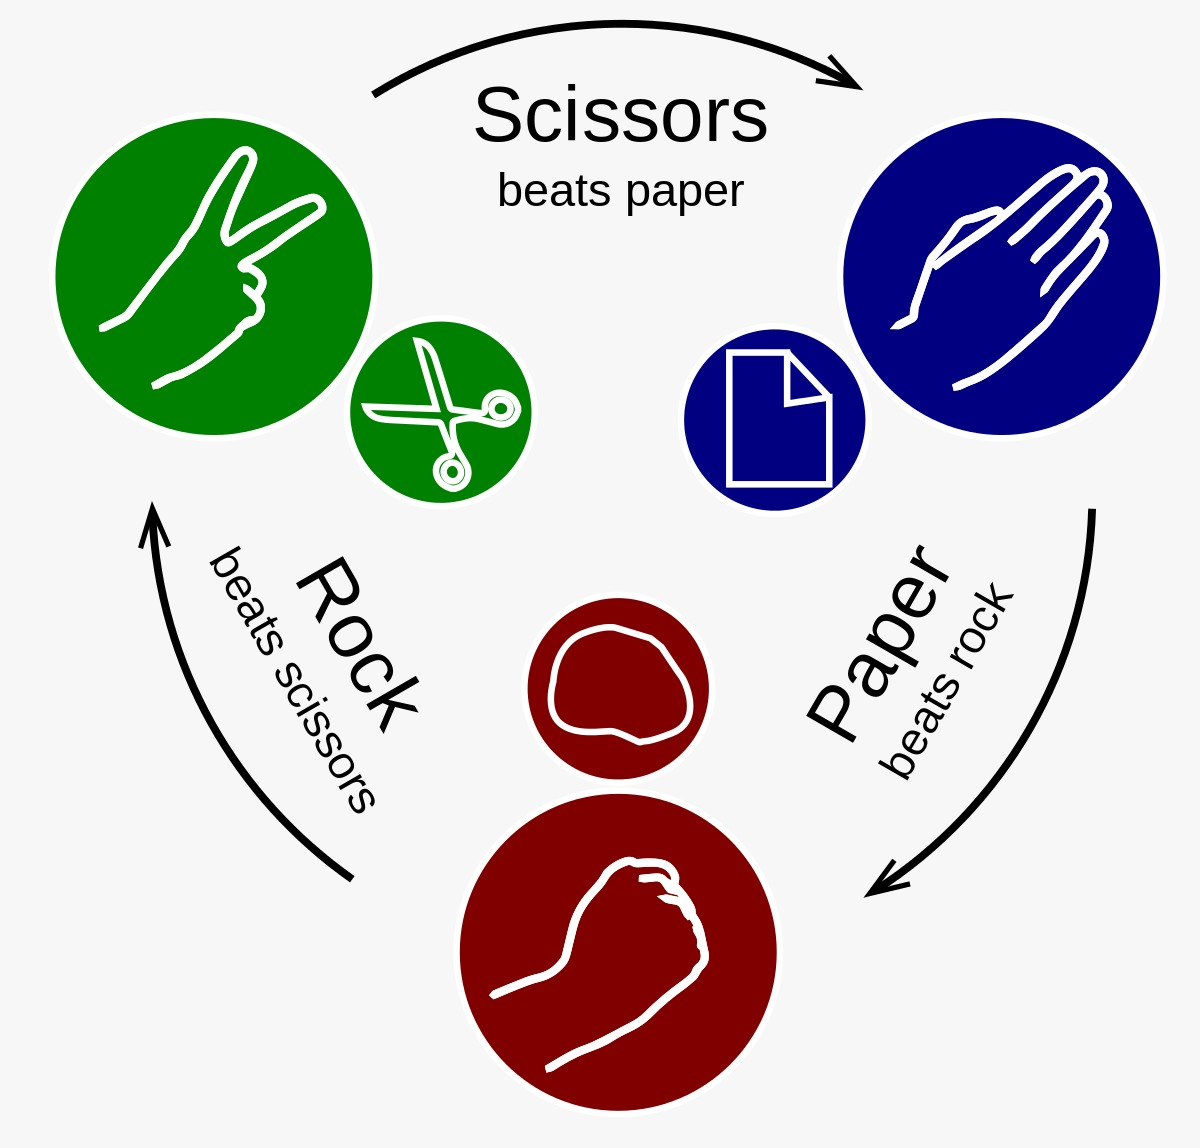 Scissors
beats paper
Rock
beats scissors
Paper
beats rock